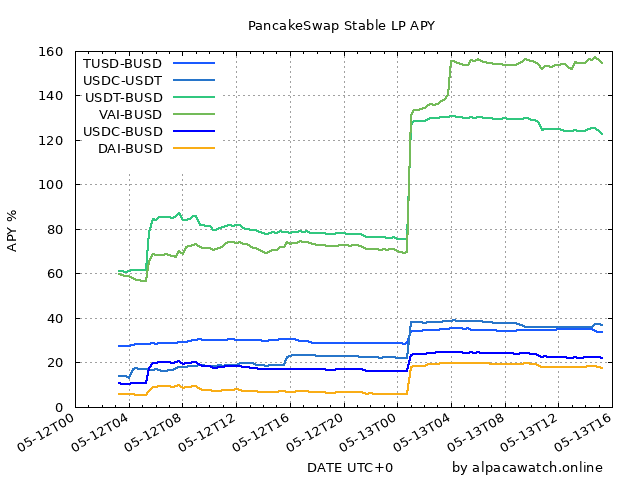 PancakeSwap Stable LP APY
160
140
120
100
80
60
40
20
0
APY %
TUSD-BUSD
USDC-USDT
USDT-BUSD
VAI-BUSD
USDC-BUSD
DAI-BUSD
05-12T00
05-12T04
05-12T08
05-12T12
05-12T16
05-12T20
05-13T00
05-13T04
05-13T08
05-13T12
05-13T16
DATE UTC+0
by alpacawatch.online